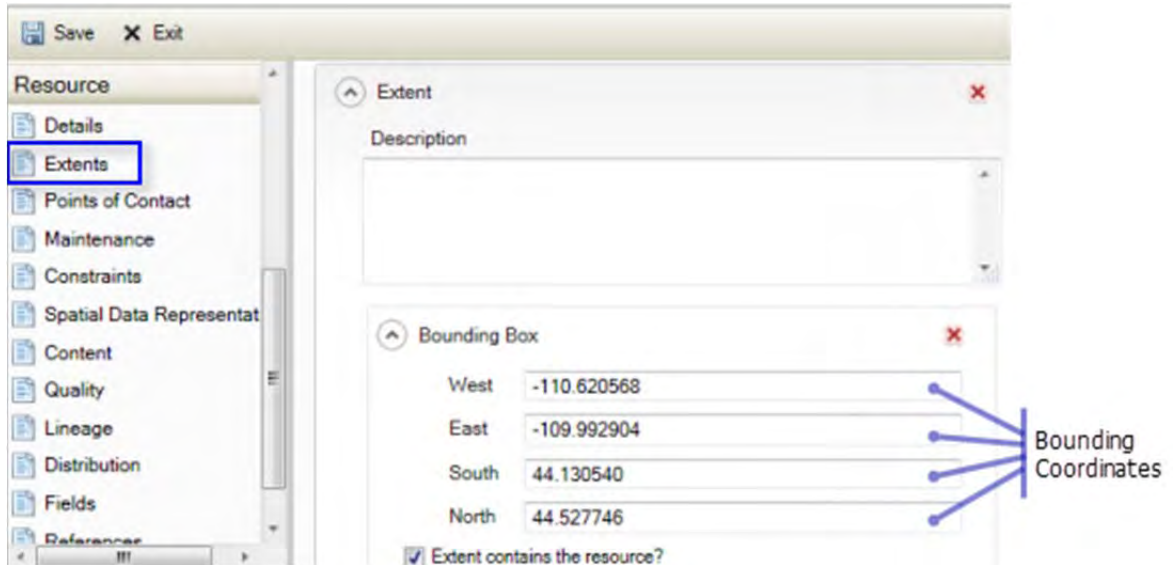 Save Exit
Resource
Details
Extents
Points of Contact
Maintenance
Constraints
Spatial Data Representat
Content
Quality
Lineage
Distribution
Fields
References
Extent
Description
Bounding Box
West -110.620568
East -109.992904
South 44.130540
North 44.527746
Extent contains the resource?
Bounding
Coordinates